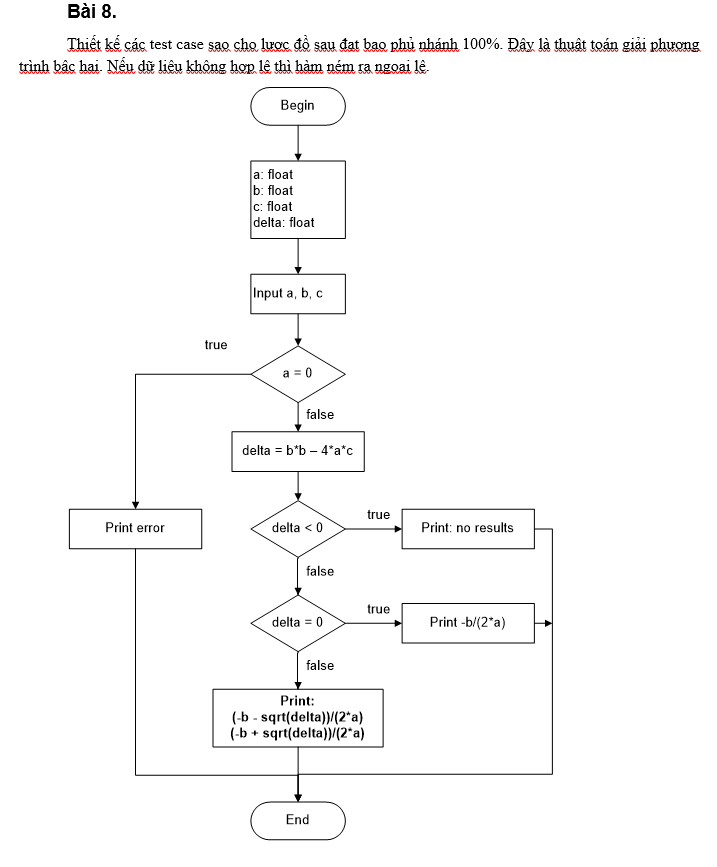 Bài 8.
Thiết kế các test case sao cho lược đồ sau đạt bao phủ nhánh 100%. Đây là thuật toán giải phương
trình bậc hai. Nếu dữ liệu không hợp lệ thì hàm ném ra ngoại lệ.
Begin
a: float
b: float
c: float
delta: float
Input a, b, c
true
a = 0
false
delta = b*b – 4*a*c
Print error
delta < 0
true
Print: no results
false
delta = 0
true
Print -b/(2*a)
false
Print:
(-b - sqrt(delta))/(2*a)
(-b + sqrt(delta))/(2*a)
End